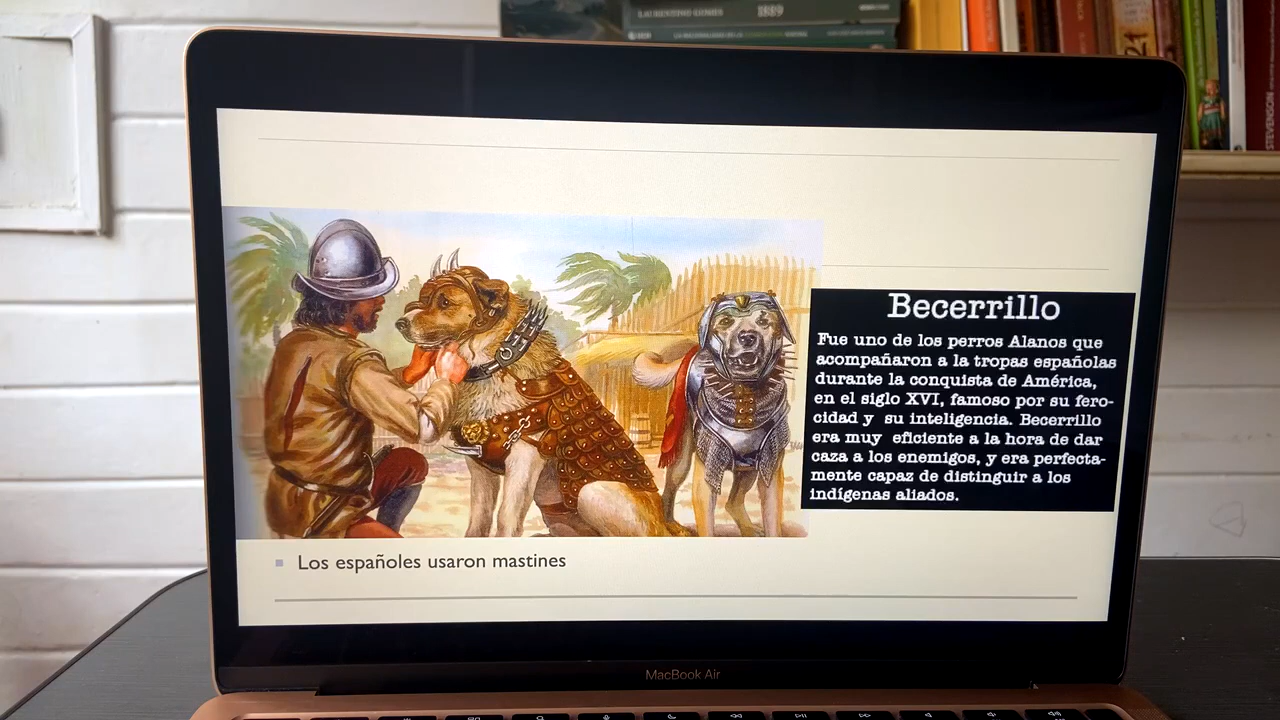 LAURENTINO GOMES 1889
21
STEVENSON
Becerrillo
Fue uno de los perros Alanos que
acompañaron a la tropas españolas
durante la conquista de América,
en el siglo XVI, famoso por su fero-
cidad y su inteligencia. Becerrillo
era muy eficiente a la hora de dar
caza a los enemigos, y era perfecta-
mente capaz de distinguir a los
indígenas aliados.
Los españoles usaron mastines
MacBook Air